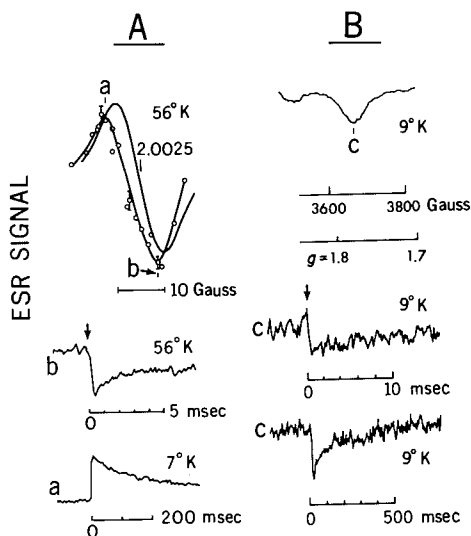 A
B
a
56°K
2.0025
b
10 Gauss
9°K
C
3600 3800 Gauss
g≃1.8 1.7
ESR SIGNAL
56°K
b
0 5 msec
7°K
a
0 200 msec
9°K
C
0 10 msec
C
9°K
0 500 msec